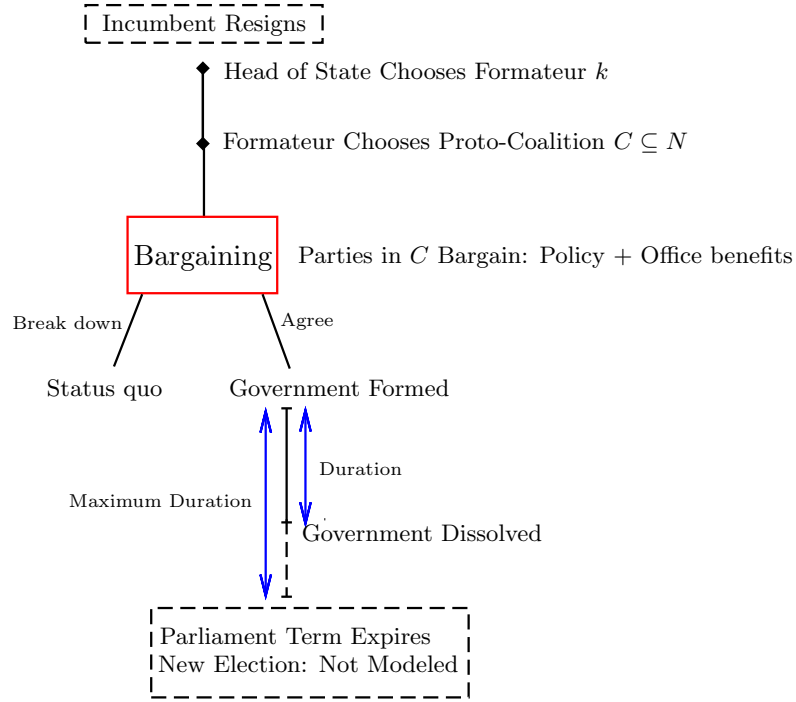 Incumbent Resigns
Head of State Chooses Formateur k
Formateur Chooses Proto-Coalition C ⊆ N
Bargaining
Parties in C Bargain: Policy + Office benefits
Break down
Agree
Status quo
Government Formed
Duration
Maximum Duration
Government Dissolved
Parliament Term Expires
New Election: Not Modeled